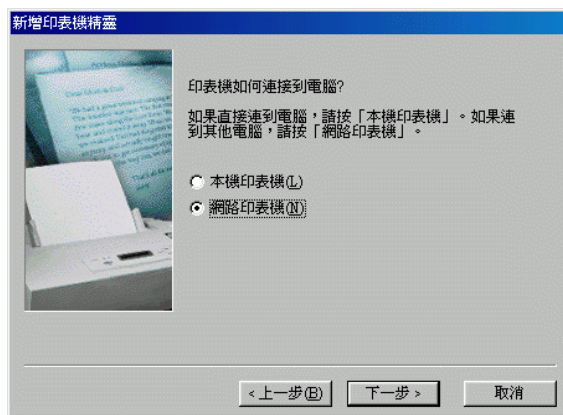 新增印表機精靈
印表機如何連接到電腦?
如果直接連到電腦，請按「本機印表機」。如果連
到其他電腦，請按「網路印表機」。
本機印表機(L)
網路印表機(N)
<上一步(B)
下一步 >
取消